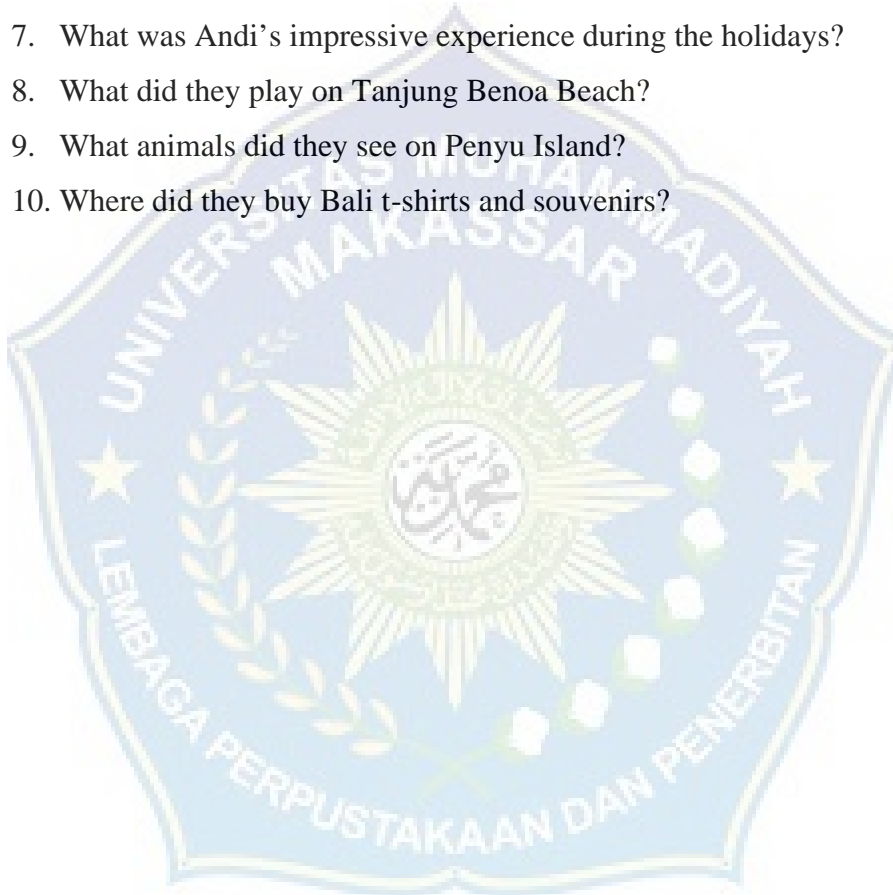 7. What was Andi’s impressive experience during the holidays?
8. What did they play on Tanjung Benoa Beach?
9. What animals did they see on Penyu Island?
10. Where did they buy Bali t-shirts and souvenirs?
UNIVERSITAS MUHAMMADIYAH
MAKASSAR
LEMBAGA PERPUSTAKAAN DAN PENERBITAN